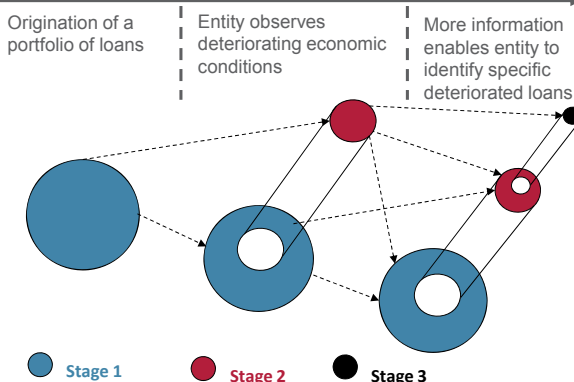 Origination of a
portfolio of loans
Entity observes
deteriorating economic
conditions
More information
enables entity to
identify specific
deteriorated loans
Stage 1
Stage 2
Stage 3